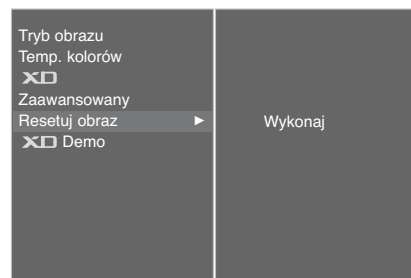 Tryb obrazu
Temp. kolorów
XD
Zaawansowany
Resetuj obraz ►
XD Demo
Wykonaj